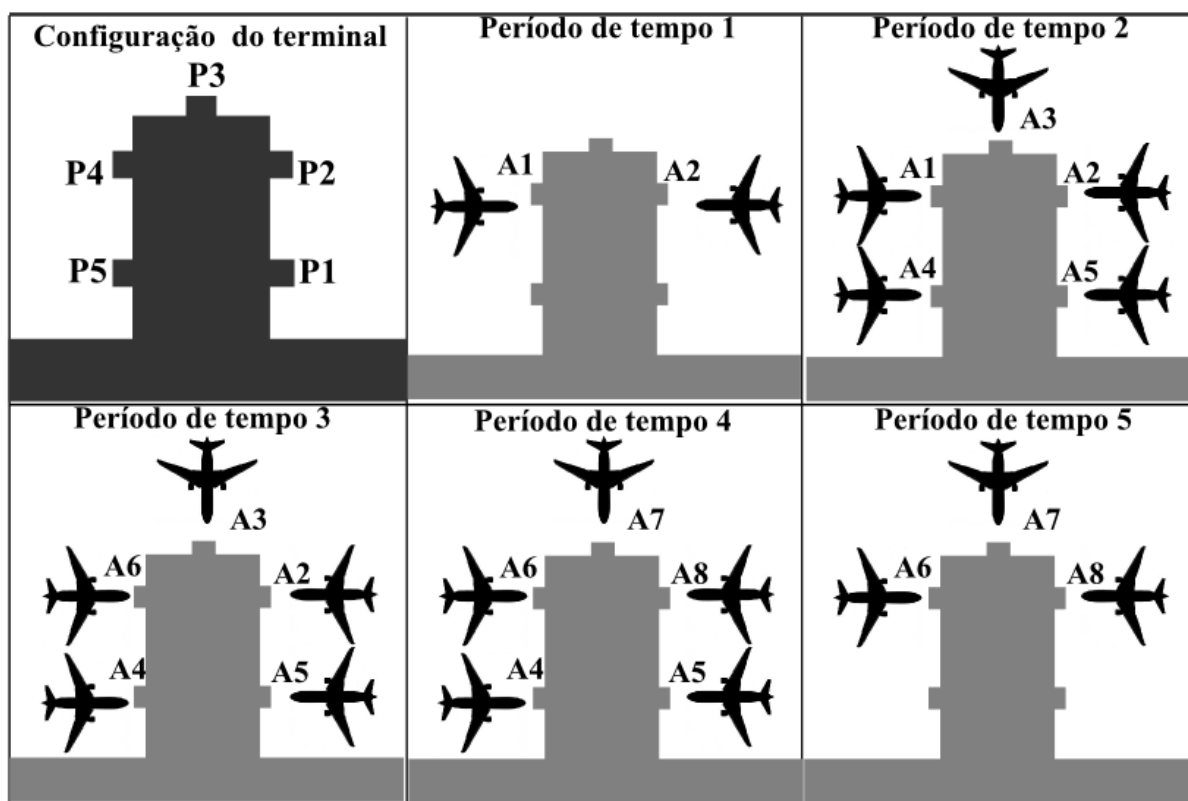 Configuração do terminal
P3
P4
P2
P5
P1
Período de tempo 1
A1
A2
Período de tempo 2
A3
A1
A2
A4
A5
Período de tempo 3
A3
A6
A2
A4
A5
Período de tempo 4
A7
A6
A8
A4
A5
Período de tempo 5
A7
A6
A8